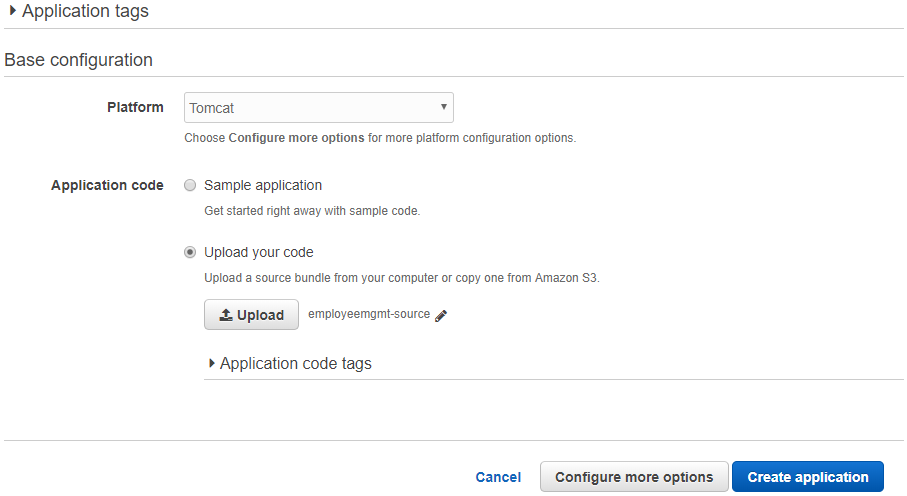 Application tags
Base configuration
Platform
Tomcat
Choose Configure more options for more platform configuration options.
Application code
Sample application
Get started right away with sample code.
Upload your code
Upload a source bundle from your computer or copy one from Amazon S3.
Upload employeemgmt-source
Application code tags
Cancel Configure more options Create application